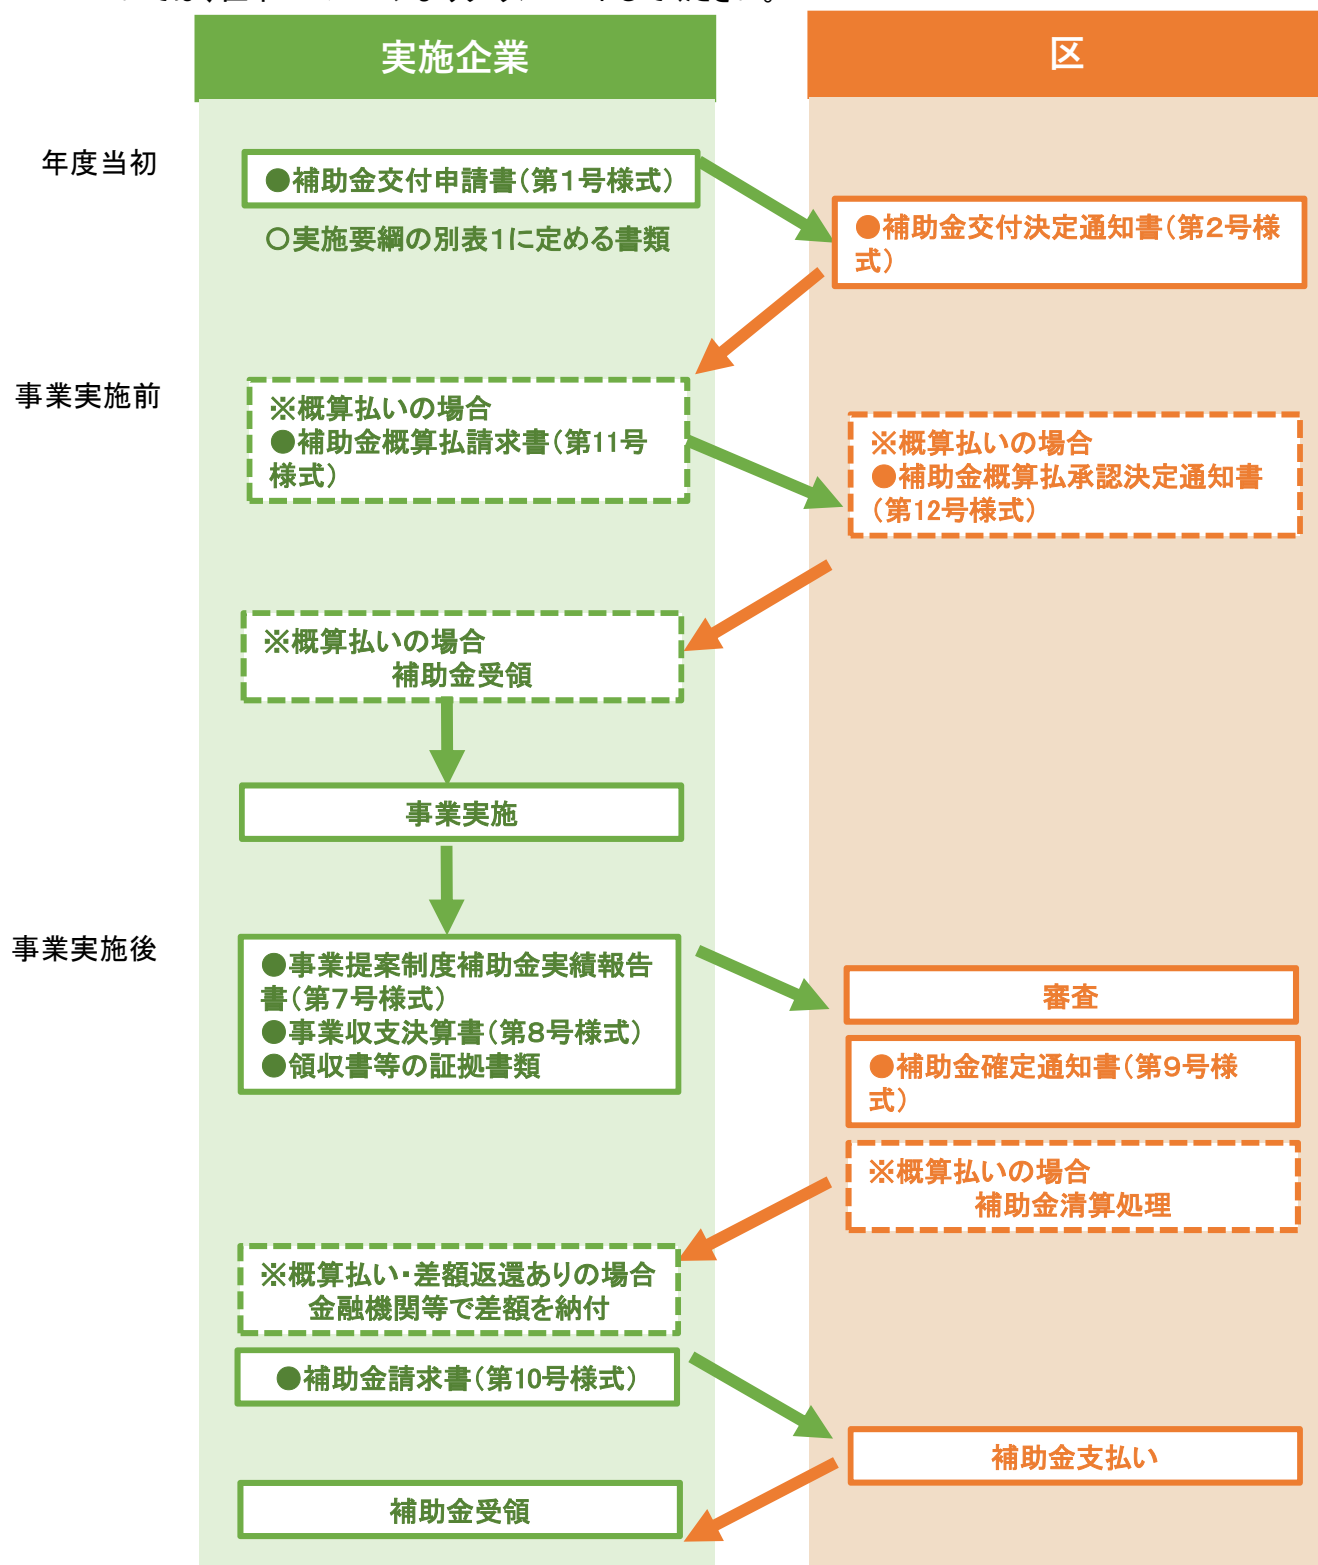 実施企業
区
年度当初
●補助金交付申請書(第1号様式)
○実施要綱の別表1に定める書類
●補助金交付決定通知書(第2号様
式)
事業実施前
※概算払いの場合
●補助金概算払請求書(第11号
様式)
※概算払いの場合
●補助金概算払承認決定通知書
(第12号様式)
※概算払いの場合
補助金受領
事業実施
事業実施後
●事業提案制度補助金実績報告
書(第7号様式)
●事業収支決算書(第8号様式)
●領収書等の証拠書類
審査
●補助金確定通知書(第9号様
式)
※概算払いの場合
補助金清算処理
※概算払い・差額返還ありの場合
金融機関等で差額を納付
●補助金請求書(第10号様式)
補助金支払い
補助金受領